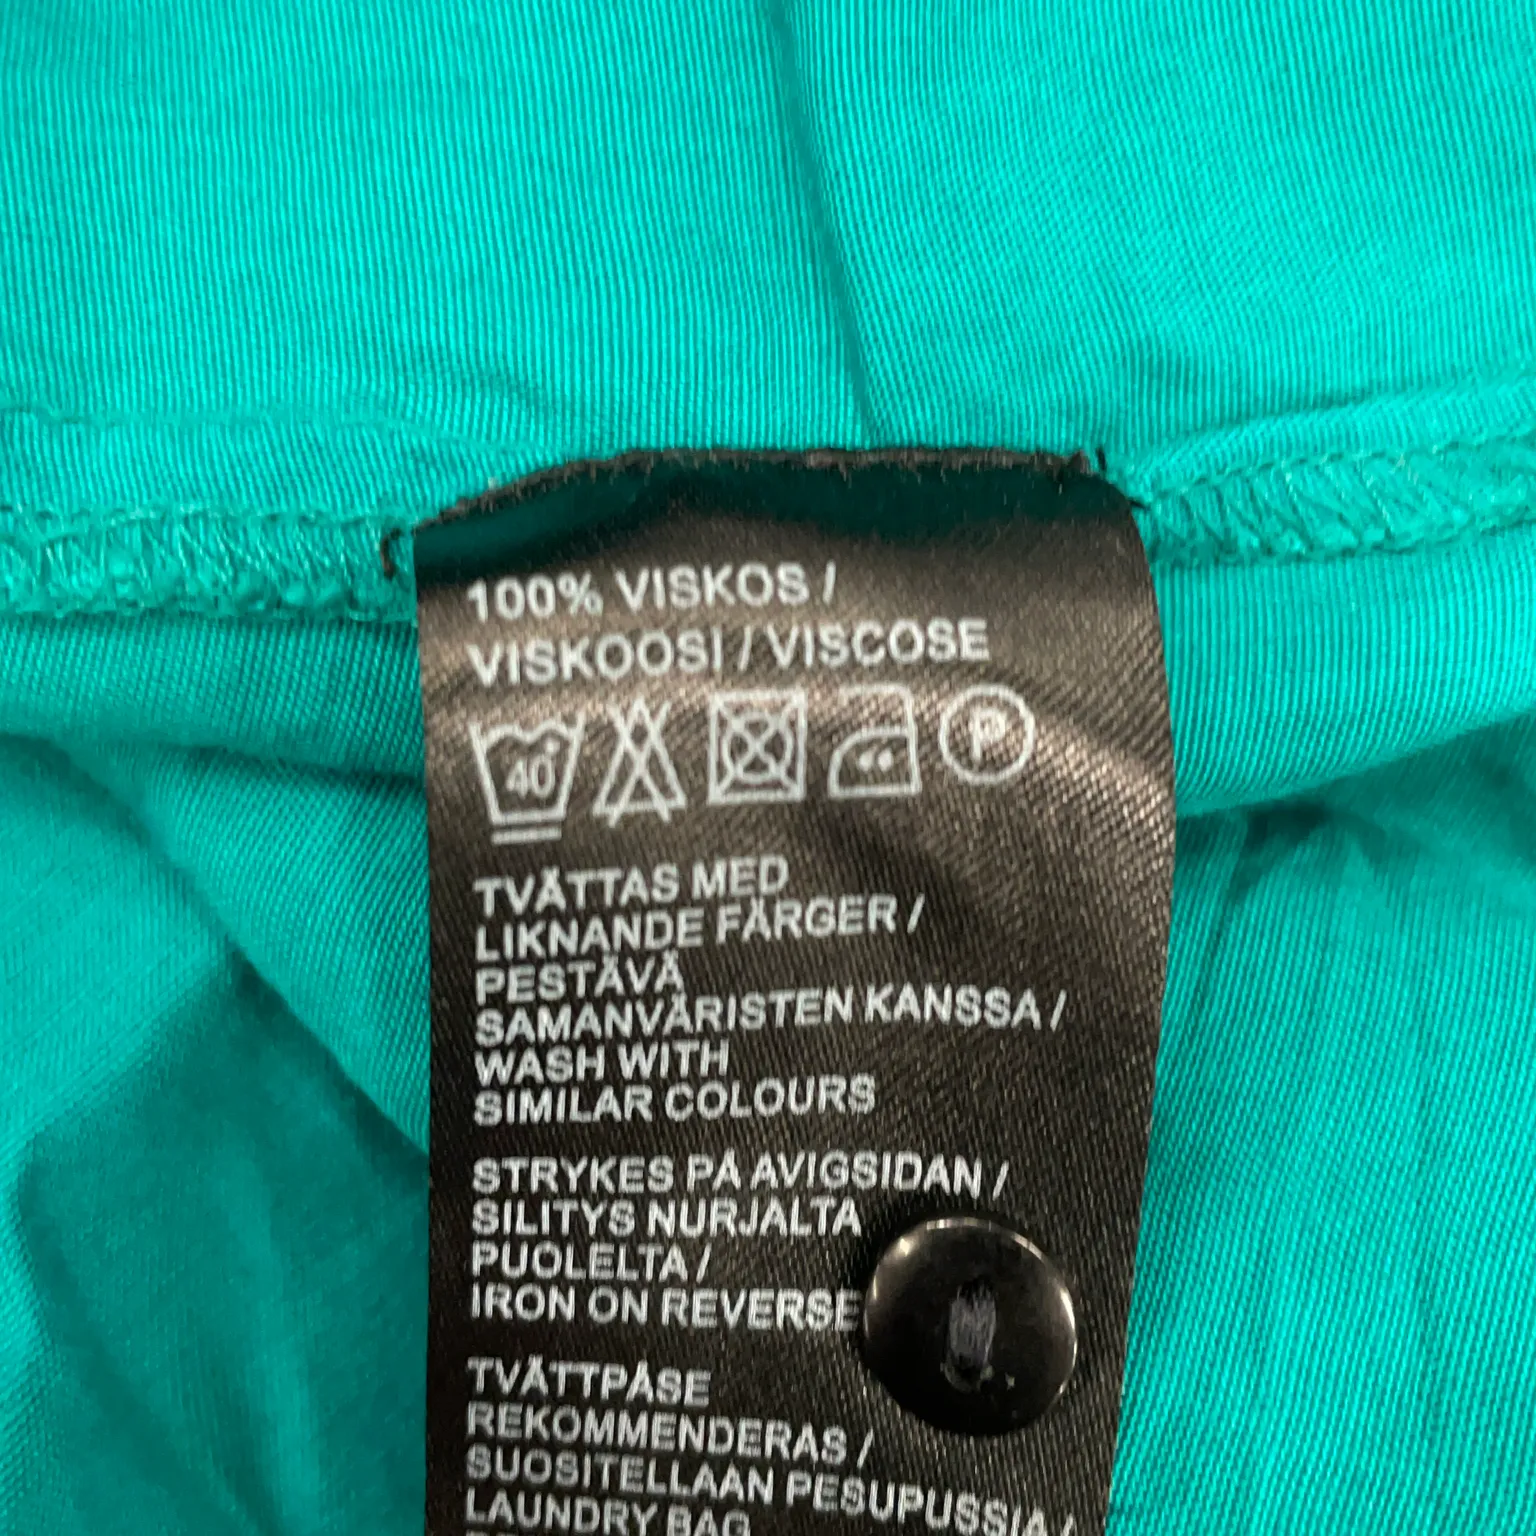 100% VISKOS /
VISKOOSI / VISCOSE
40°
P
TVÄTTAS MED
LIKNANDE FÄRGER /
PESTÄVÄ
SAMANVÄRISTEN KANSSA /
WASH WITH
SIMILAR COLOURS
STRYKES PÅ AVIGSIDAN /
SILITYS NURJALTA
PUOLELTA /
IRON ON REVERSE
TVÄTTPÅSE
REKOMMENDERAS /
SUOSITELLAAN PESUPUSSIA /
LAUNDRY BAG